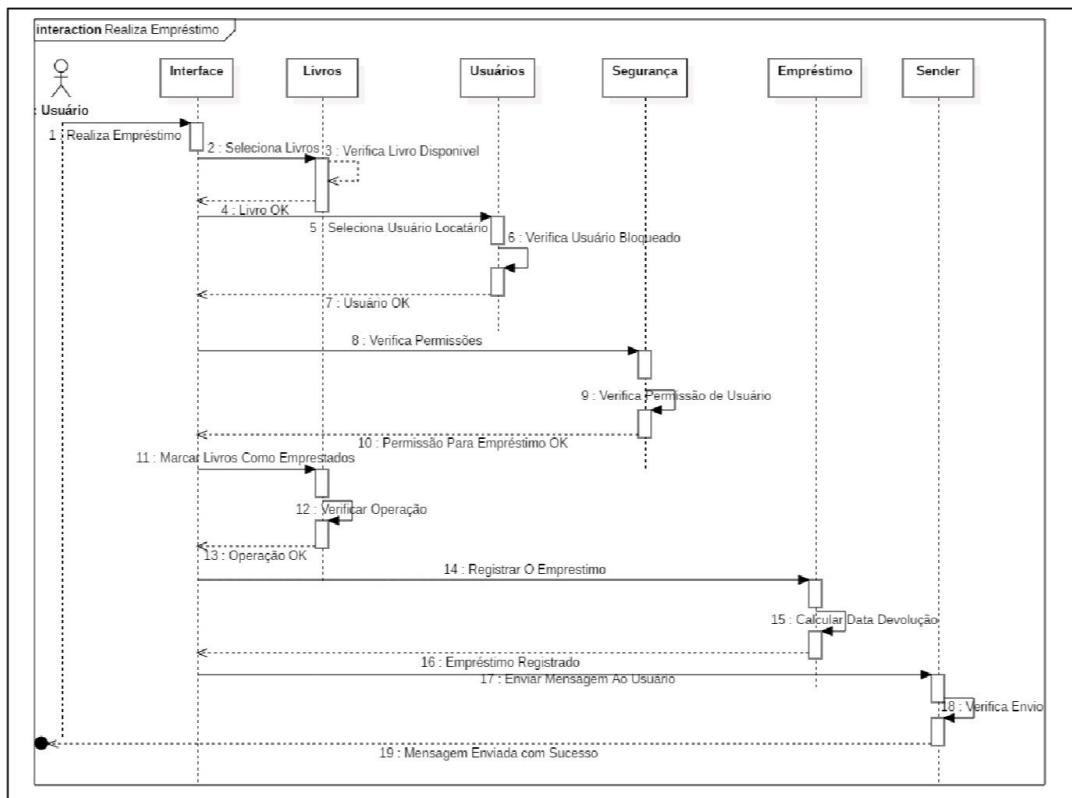 interaction Realiza Empréstimo
Interface
Livros
Usuários
Segurança
Empréstimo
Sender
: Usuário
1 : Realiza Empréstimo
2 : Seleciona Livros
3 : Verifica Livro Disponivel
4 : Livro OK
5 : Seleciona Usuário Locatário
6 : Verifica Usuário Bloqueado
7 : Usuário OK
8 : Verifica Permissões
9 : Verifica Permissão de Usuário
10 : Permissão Para Empréstimo OK
11 : Marcar Livros Como Emprestados
12 : Verificar Operação
13 : Operação OK
14 : Registrar O Emprestimo
15 : Calcular Data Devolução
16 : Empréstimo Registrado
17 : Enviar Mensagem Ao Usuário
18 : Verifica Envio
19 : Mensagem Enviada com Sucesso